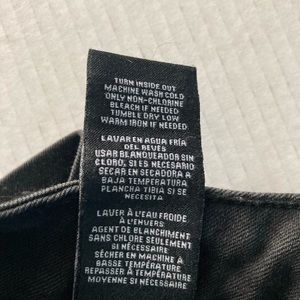 TURN INSIDE OUT
MACHINE WASH COLD
ONLY NON-CHLORINE
BLEACH IF NEEDED
TUMBLE DRY LOW
WARM IRON IF NEEDED
LAVAR EN AGUA FRÍA
DEL REVÉS
USAR BLANQUEADOR SIN
CLORO, SI ES NECESARIO
SECAR EN SECADORA A
BAJA TEMPERATURA
PLANCHA TIBIA SI SE
NECESITA
LAVER À L'EAU FROIDE
À L'ENVERS
AGENT DE BLANCHIMENT
SANS CHLORE SEULEMENT
SI NÉCESSAIRE
SÉCHER EN MACHINE À
BASSE TEMPÉRATURE
REPASSER À TEMPÉRATURE
MOYENNE SI NÉCESSAIRE